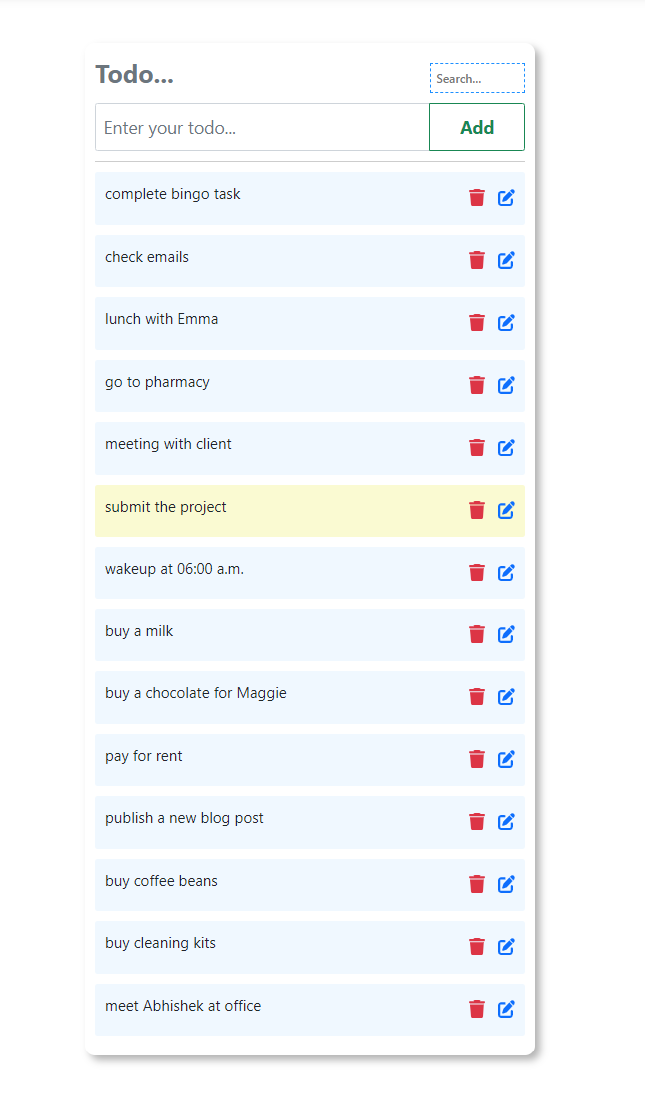 Todo...
Search...
Enter your todo...
Add
complete bingo task
check emails
lunch with Emma
go to pharmacy
meeting with client
submit the project
wakeup at 06:00 a.m.
buy a milk
buy a chocolate for Maggie
pay for rent
publish a new blog post
buy coffee beans
buy cleaning kits
meet Abhishek at office